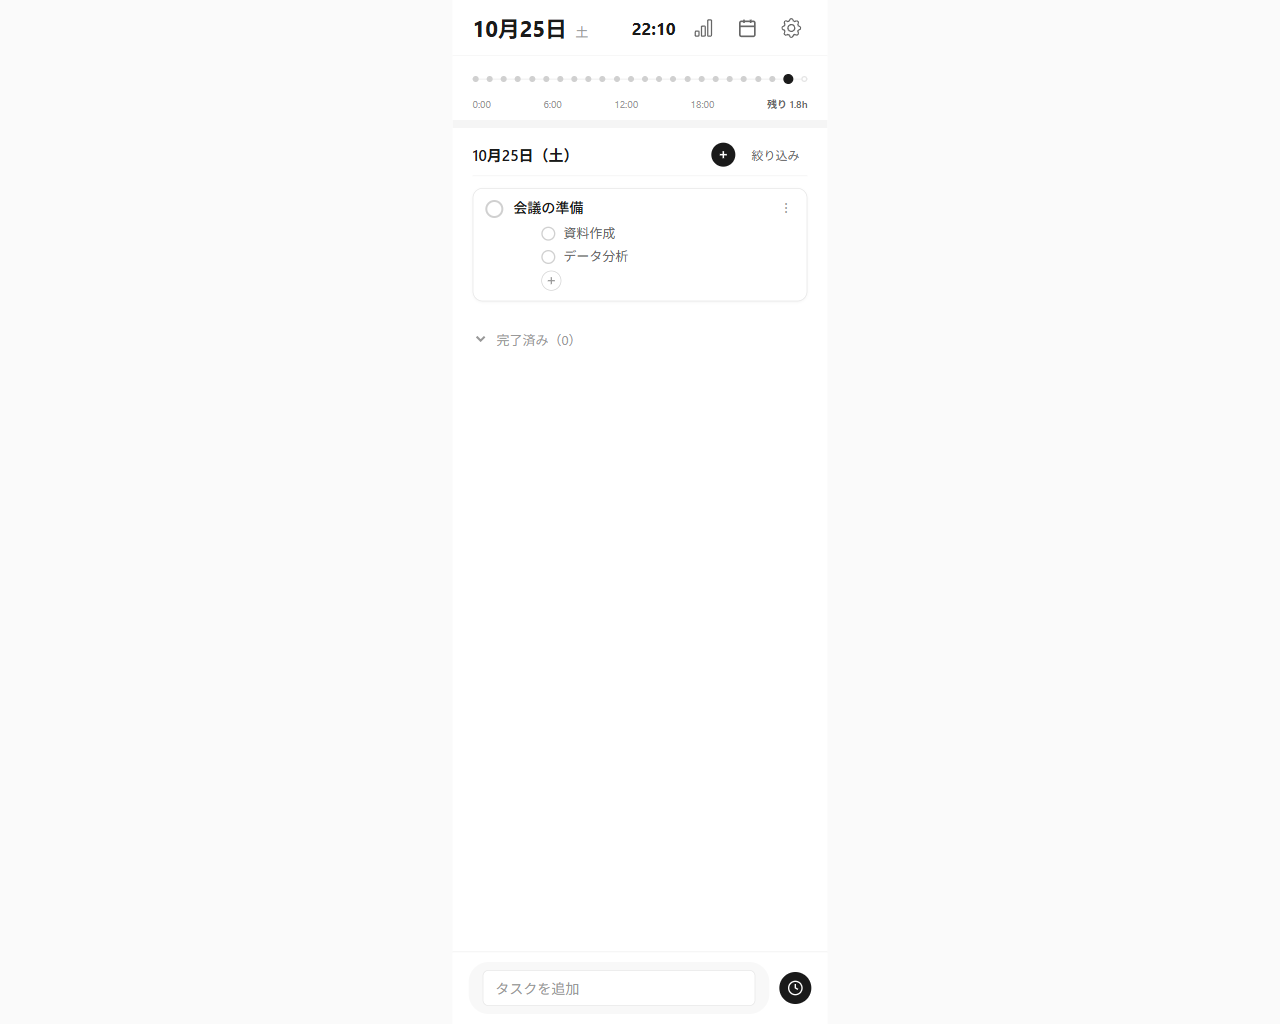 10月25日 土 22:10
0:00 6:00 12:00 18:00 残り 1.8h
10月25日（土） + 絞り込み
会議の準備
資料作成
データ分析
+
完了済み（0）
タスクを追加